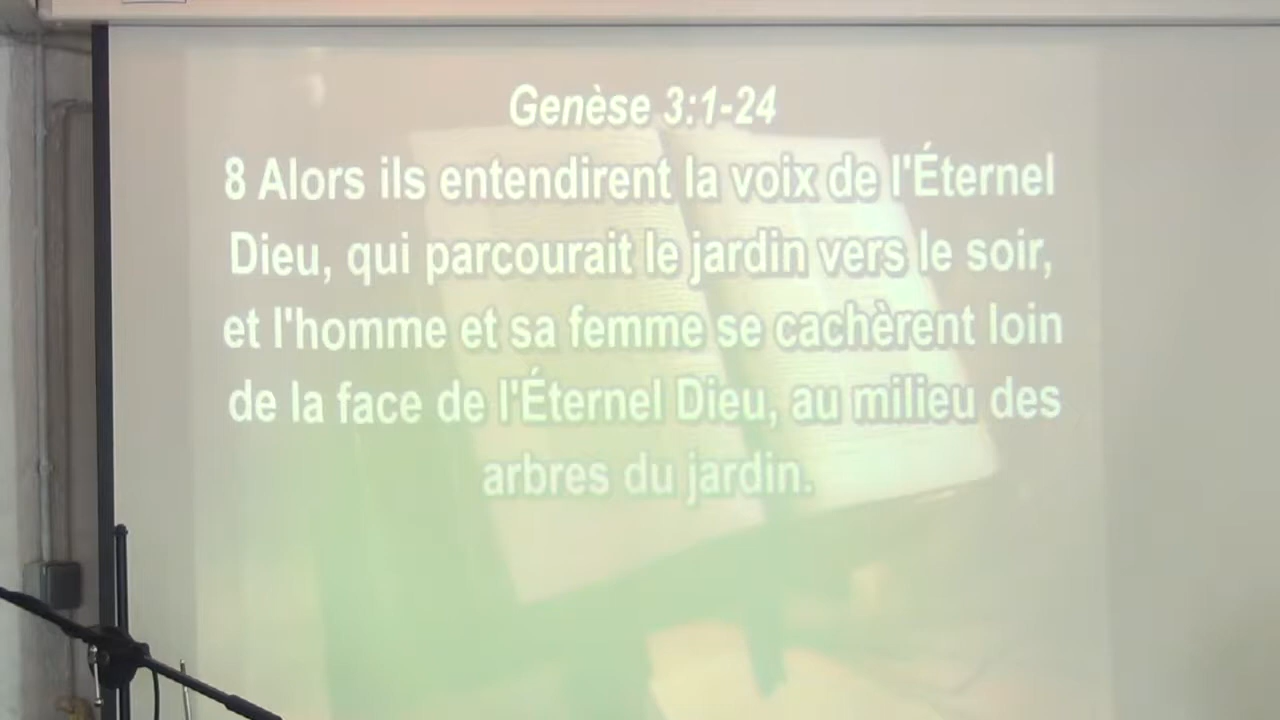 Genèse 3:1-24
8 Alors ils entendirent la voix de l'Éternel
Dieu, qui parcourait le jardin vers le soir,
et l'homme et sa femme se cachèrent loin
de la face de l'Éternel Dieu, au milieu des
arbres du jardin.